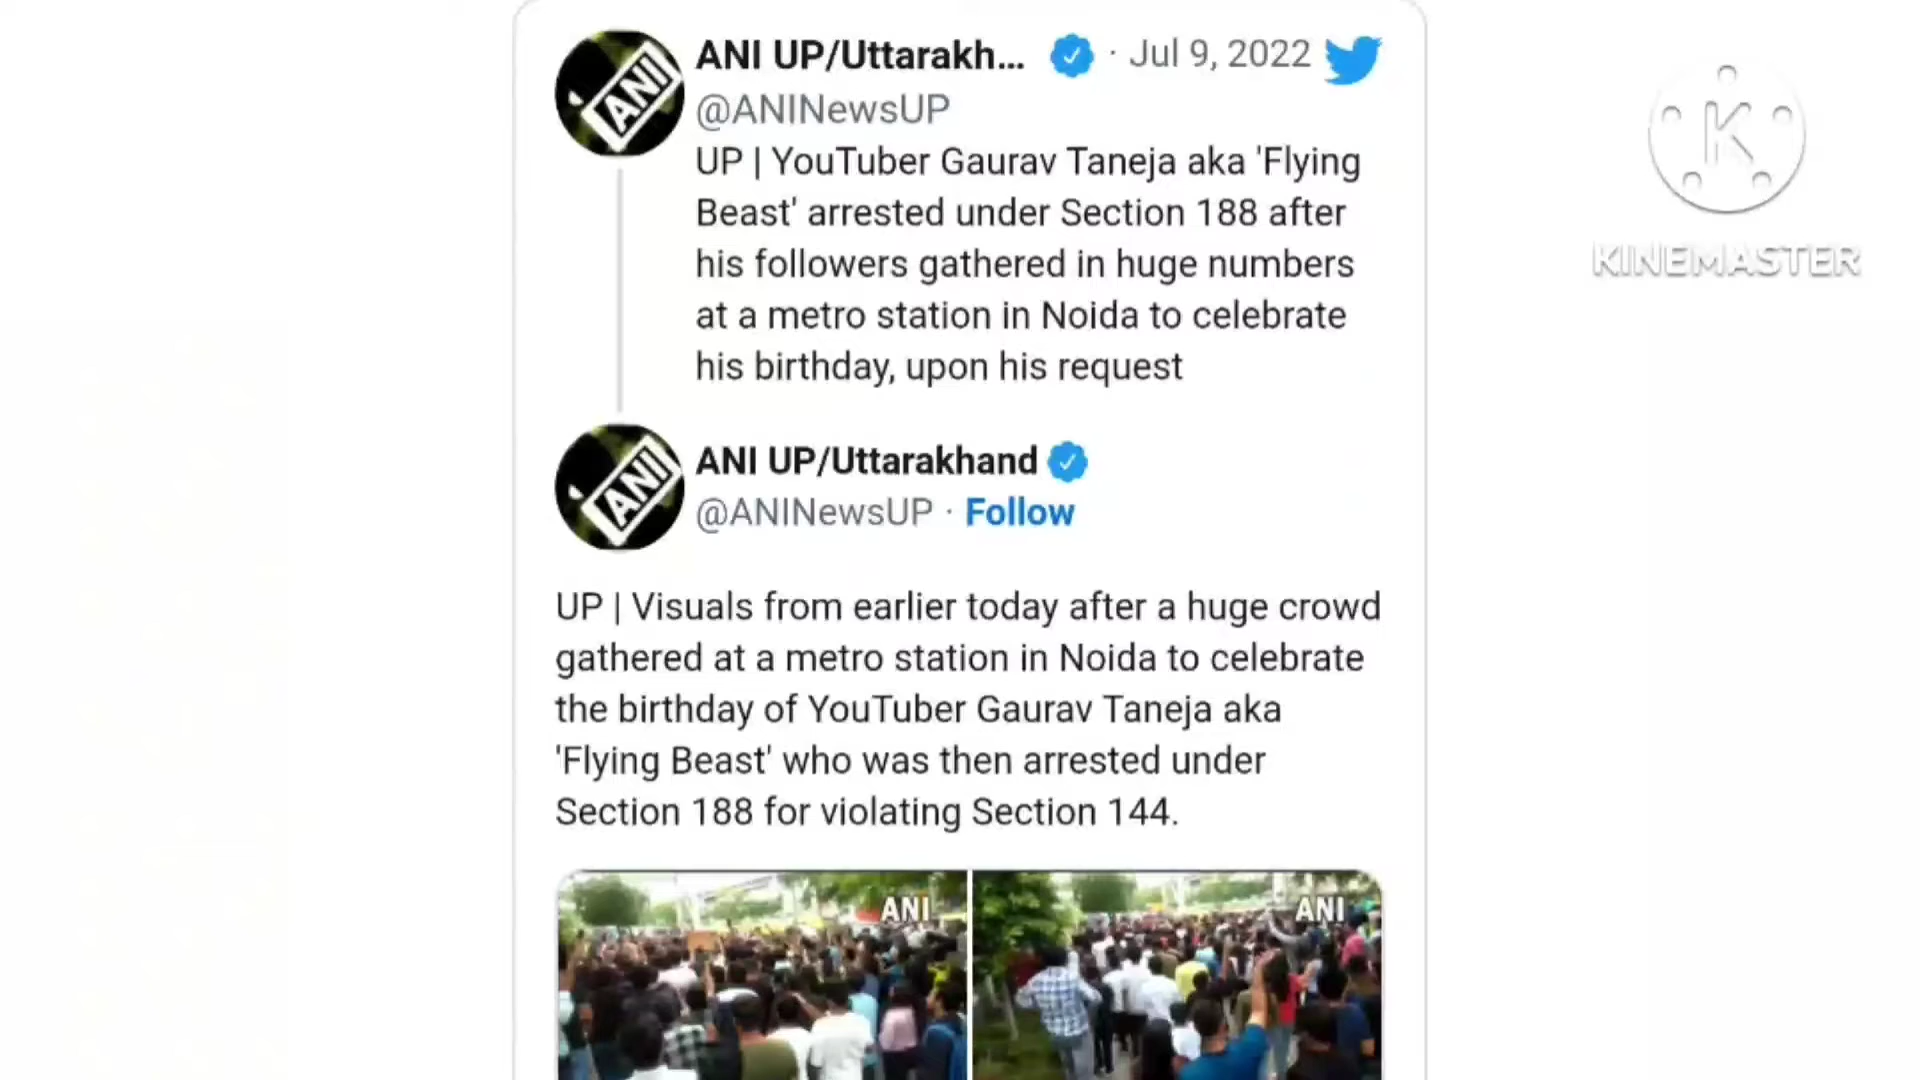 ANI UP/Uttarakh... · Jul 9, 2022
@ANINewsUP
UP | YouTuber Gaurav Taneja aka 'Flying
Beast' arrested under Section 188 after
his followers gathered in huge numbers
at a metro station in Noida to celebrate
his birthday, upon his request
ANI
ANI UP/Uttarakhand
@ANINewsUP · Follow
ANI
UP | Visuals from earlier today after a huge crowd
gathered at a metro station in Noida to celebrate
the birthday of YouTuber Gaurav Taneja aka
'Flying Beast' who was then arrested under
Section 188 for violating Section 144.
ANI
ANI
K
KINEMASTER